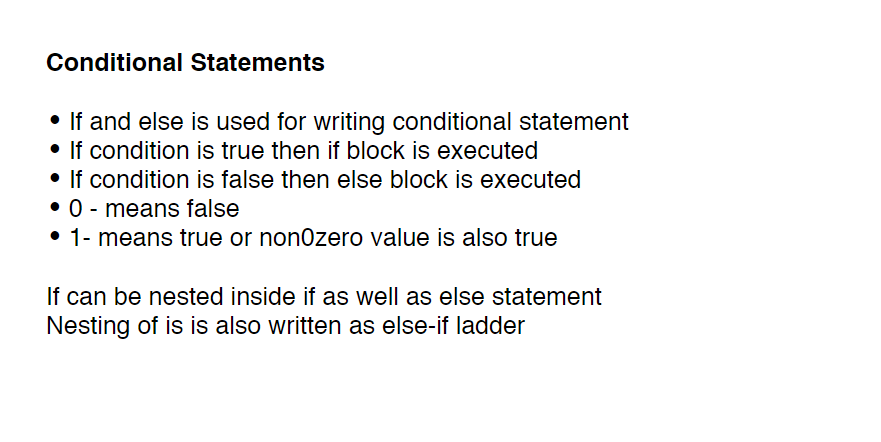 Conditional Statements
• If and else is used for writing conditional statement
• If condition is true then if block is executed
• If condition is false then else block is executed
• 0 - means false
• 1- means true or non0zero value is also true
If can be nested inside if as well as else statement
Nesting of is is also written as else-if ladder